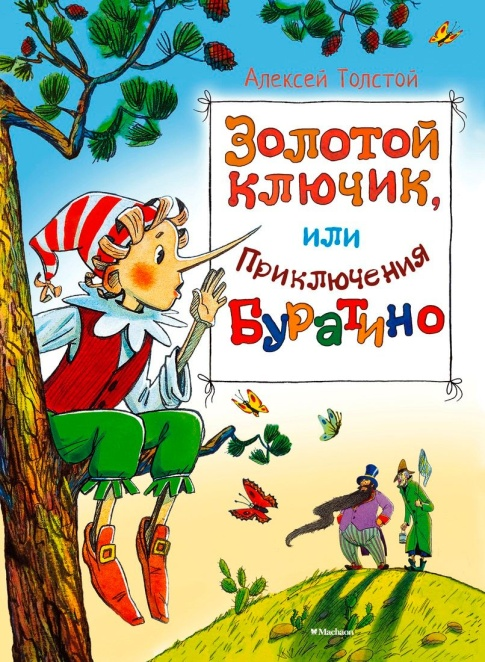 Алексей Толстой
Золотой
ключик,
или
Приключения
Буратино
Machaon